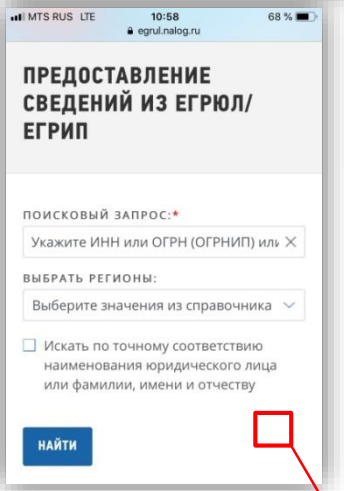 MTS RUS LTE 10:58 68 %
egrul.nalog.ru
ПРЕДОСТАВЛЕНИЕ
СВЕДЕНИЙ ИЗ ЕГРЮЛ/
ЕГРИП
ПОИСКОВЫЙ ЗАПРОС:*
Укажите ИНН или ОГРН (ОГРНИП) или
ВЫБРАТЬ РЕГИОНЫ:
Выберите значения из справочника
Искать по точному соответствию
наименования юридического лица
или фамилии, имени и отчеству
НАЙТИ